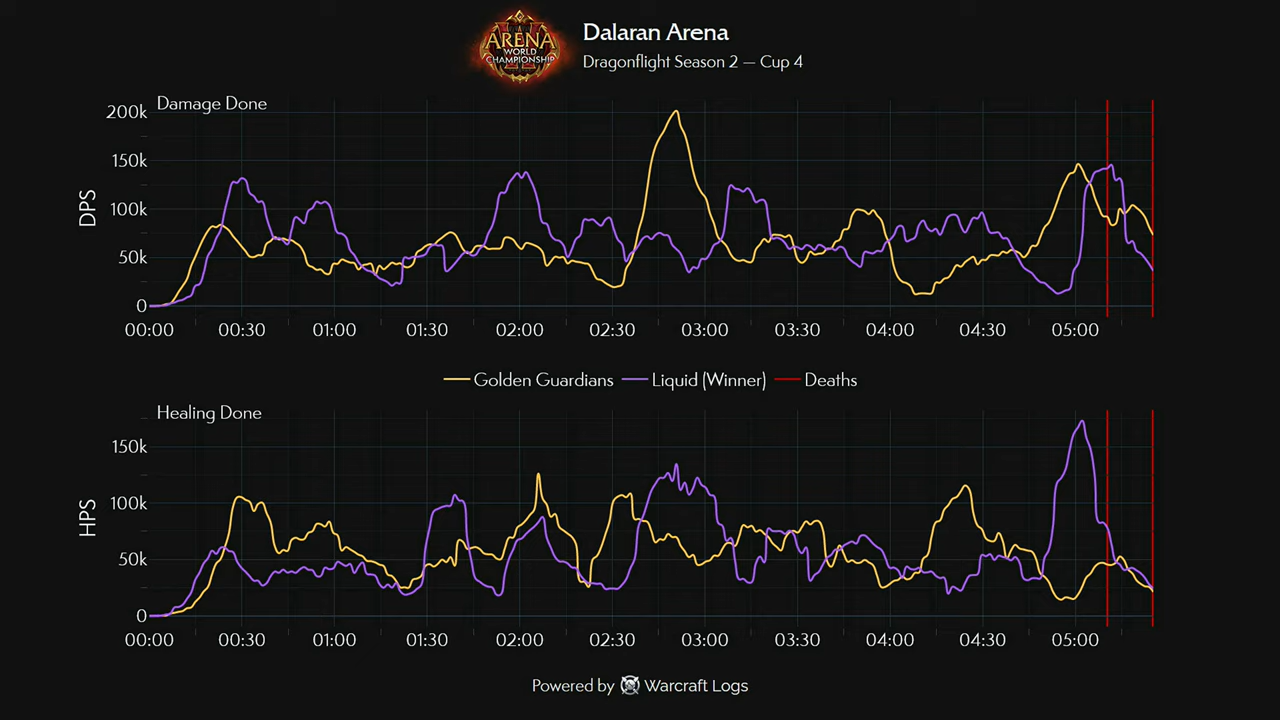 ARENA
WORLD
CHAMPIONSHIP
Dalaran Arena
Dragonflight Season 2 — Cup 4
Damage Done
200k
150k
100k
50k
0
DPS
00:00 00:30 01:00 01:30 02:00 02:30 03:00 03:30 04:00 04:30 05:00
Golden Guardians Liquid (Winner) Deaths
Healing Done
150k
100k
50k
0
HPS
00:00 00:30 01:00 01:30 02:00 02:30 03:00 03:30 04:00 04:30 05:00
Powered by Warcraft Logs